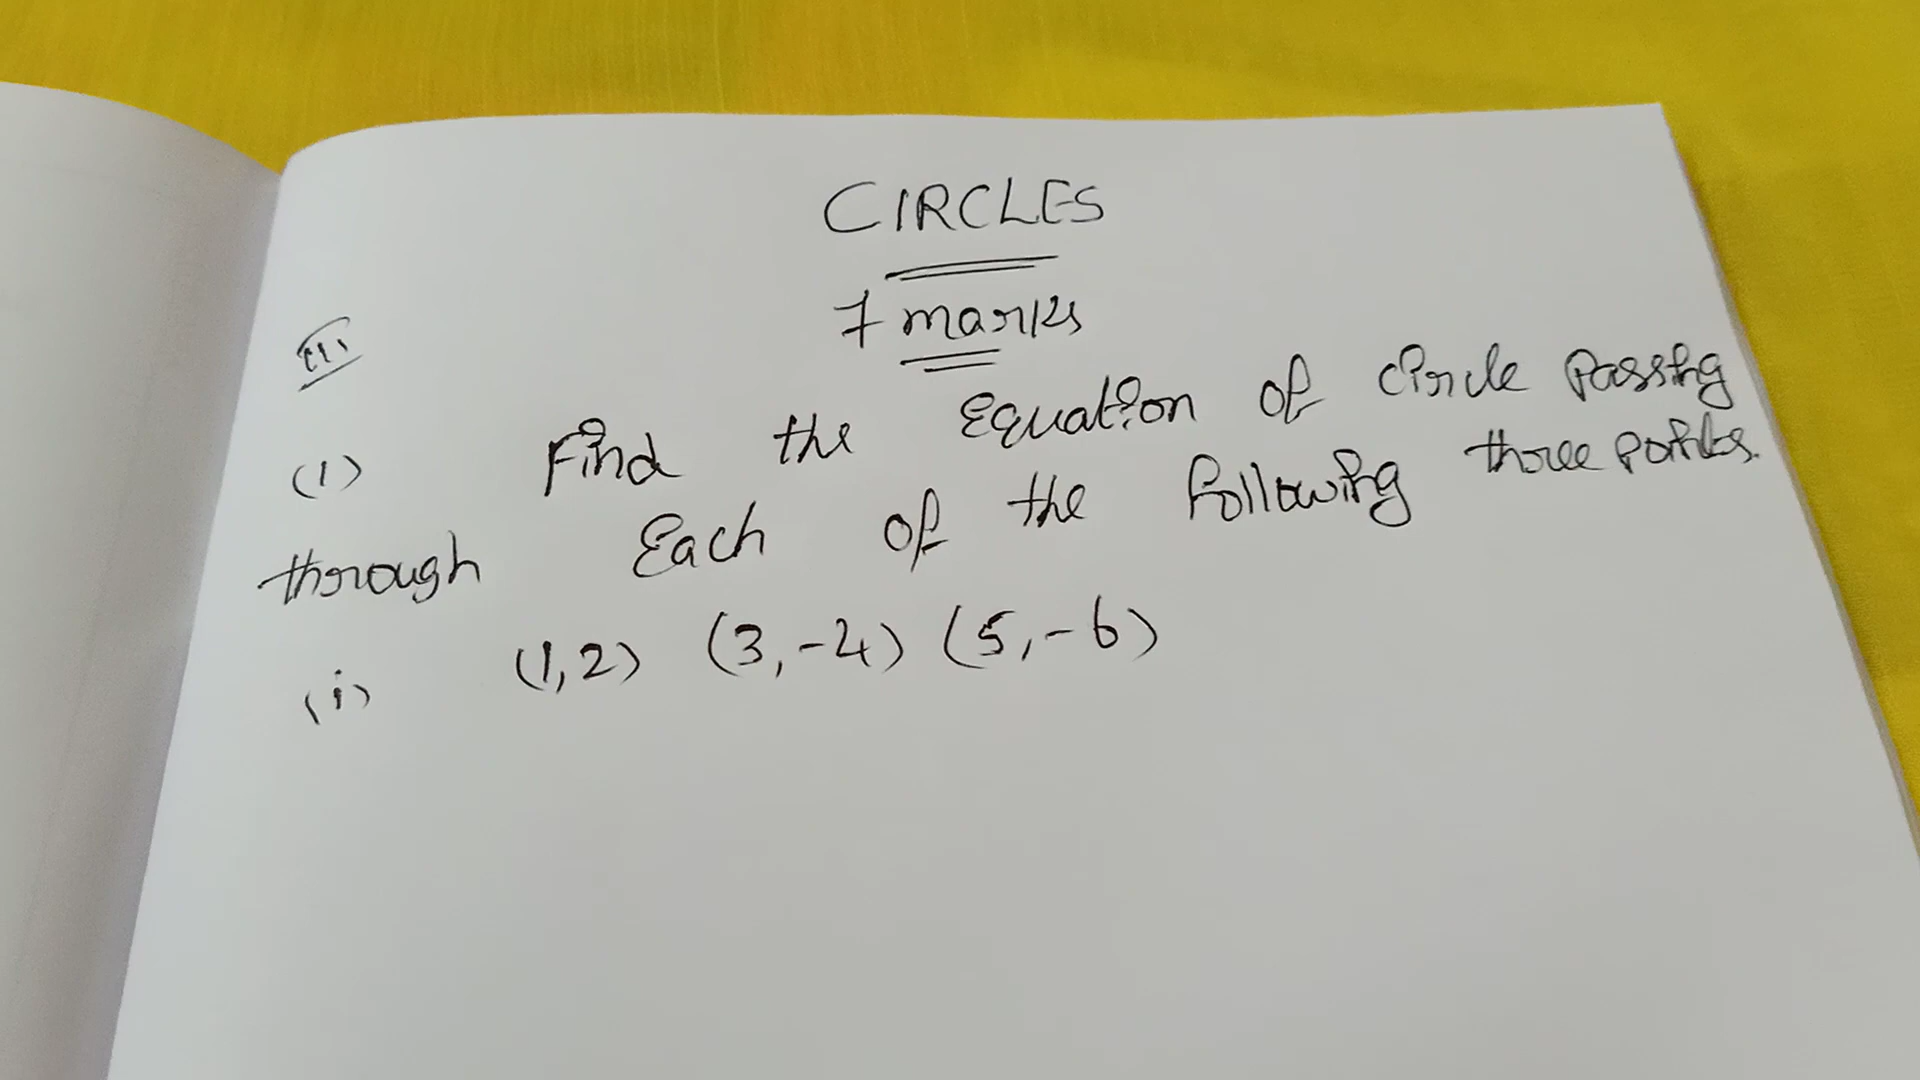 CIRCLES
7 marks
III
(1) Find the Equation of circle Passing
through Each of the following three points.
(i) (1,2) (3,-4) (5,-6)